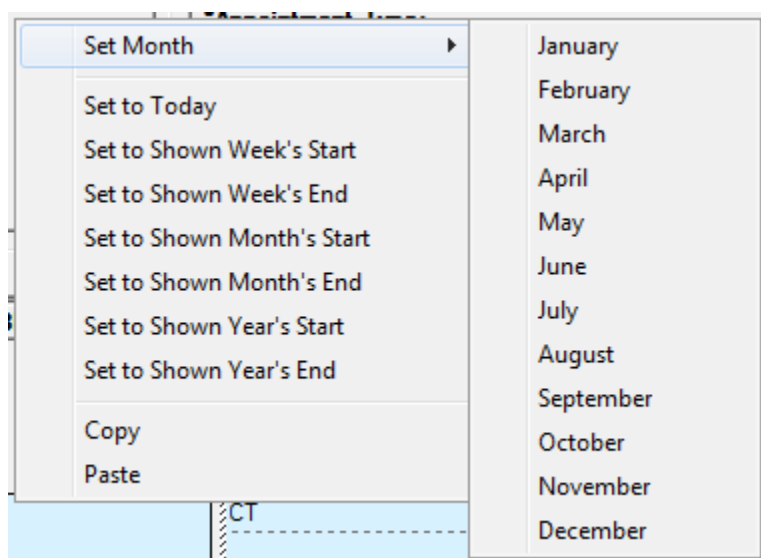 Appointment Type:
Set Month
Set to Today
Set to Shown Week's Start
Set to Shown Week's End
Set to Shown Month's Start
Set to Shown Month's End
Set to Shown Year's Start
Set to Shown Year's End
Copy
Paste
January
February
March
April
May
June
July
August
September
October
November
December
CT